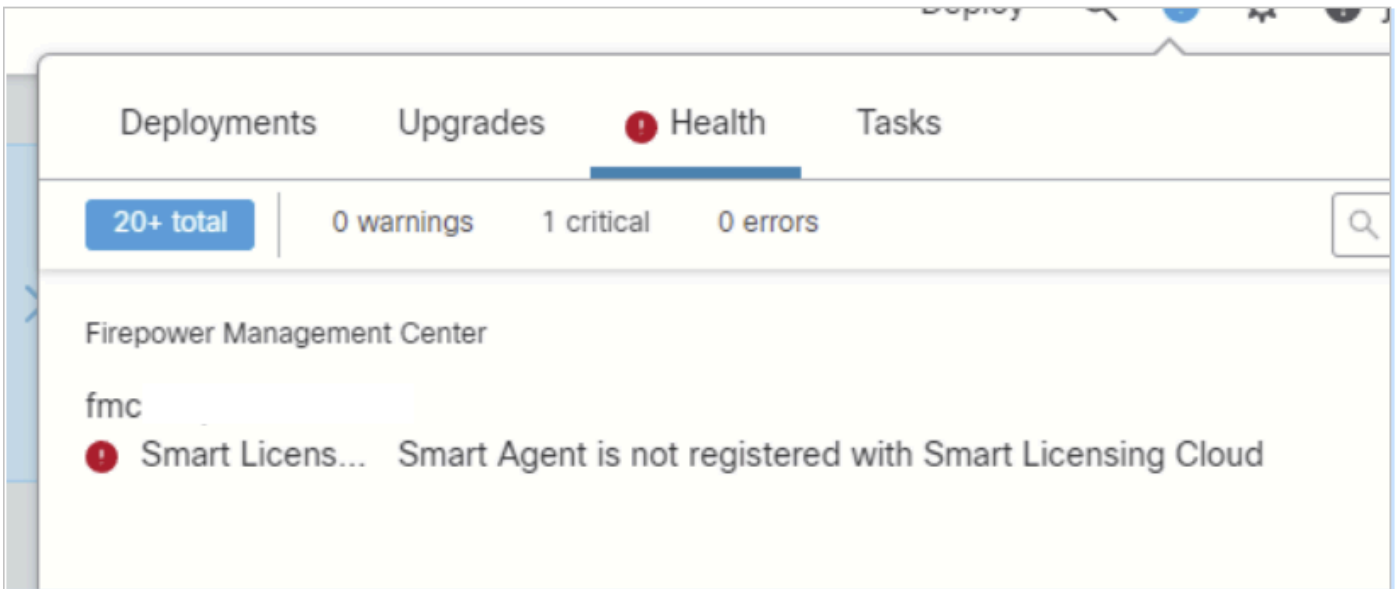 Deploy
Deployments Upgrades Health Tasks
20+ total 0 warnings 1 critical 0 errors
Firepower Management Center
fmc
Smart Licens... Smart Agent is not registered with Smart Licensing Cloud